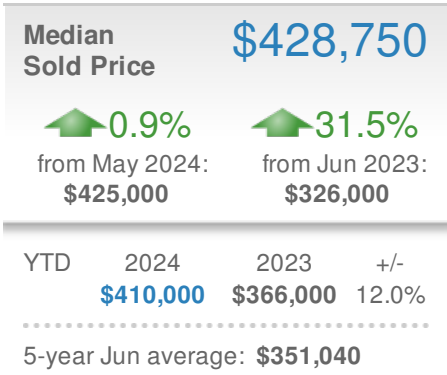 Median $428,750
Sold Price
0.9% 31.5%
from May 2024: from Jun 2023:
$425,000 $326,000
YTD 2024 2023 +/-
$410,000 $366,000 12.0%
5-year Jun average: $351,040